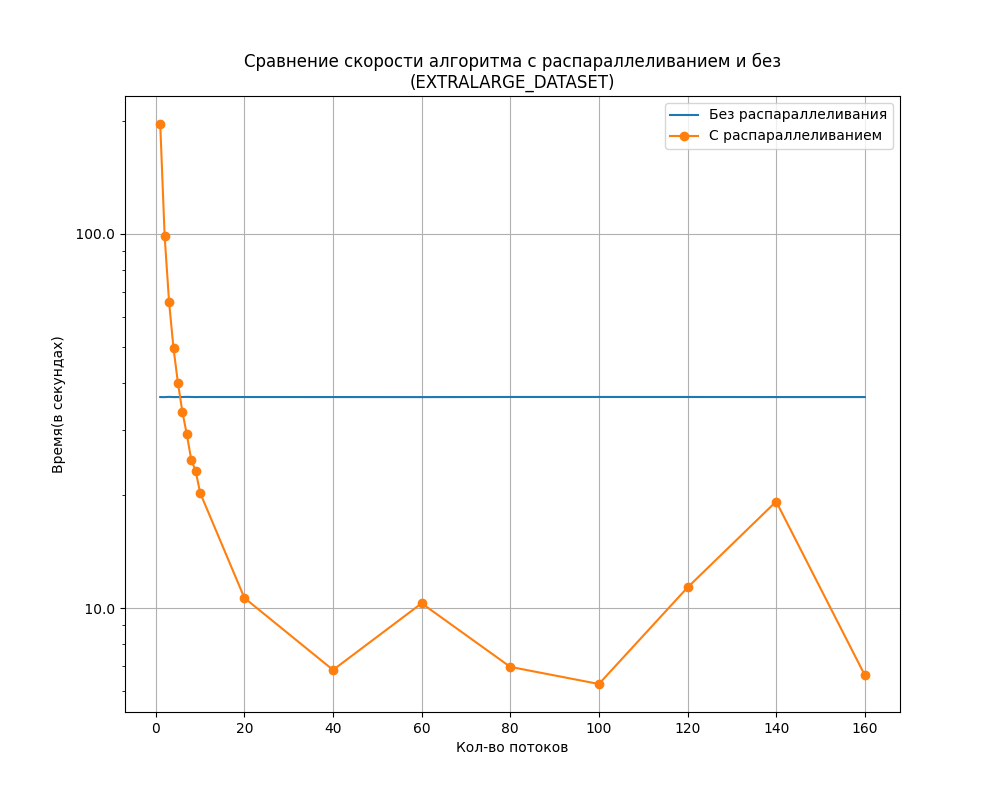 Сравнение скорости алгоритма с распараллеливанием и без
(EXTRALARGE_DATASET)
Без распараллеливания
С распараллеливанием
100.0
10.0
Время(в секундах)
0 20 40 60 80 100 120 140 160
Кол-во потоков